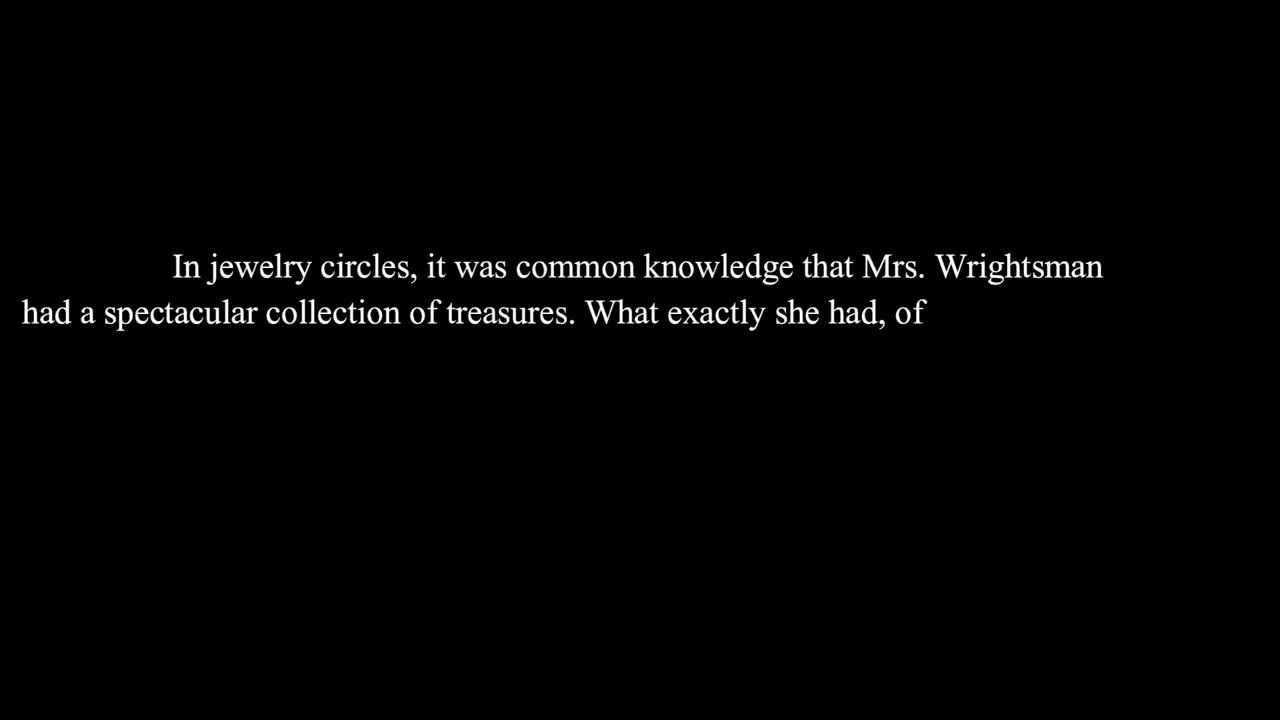 In jewelry circles, it was common knowledge that Mrs. Wrightsman
had a spectacular collection of treasures. What exactly she had, of